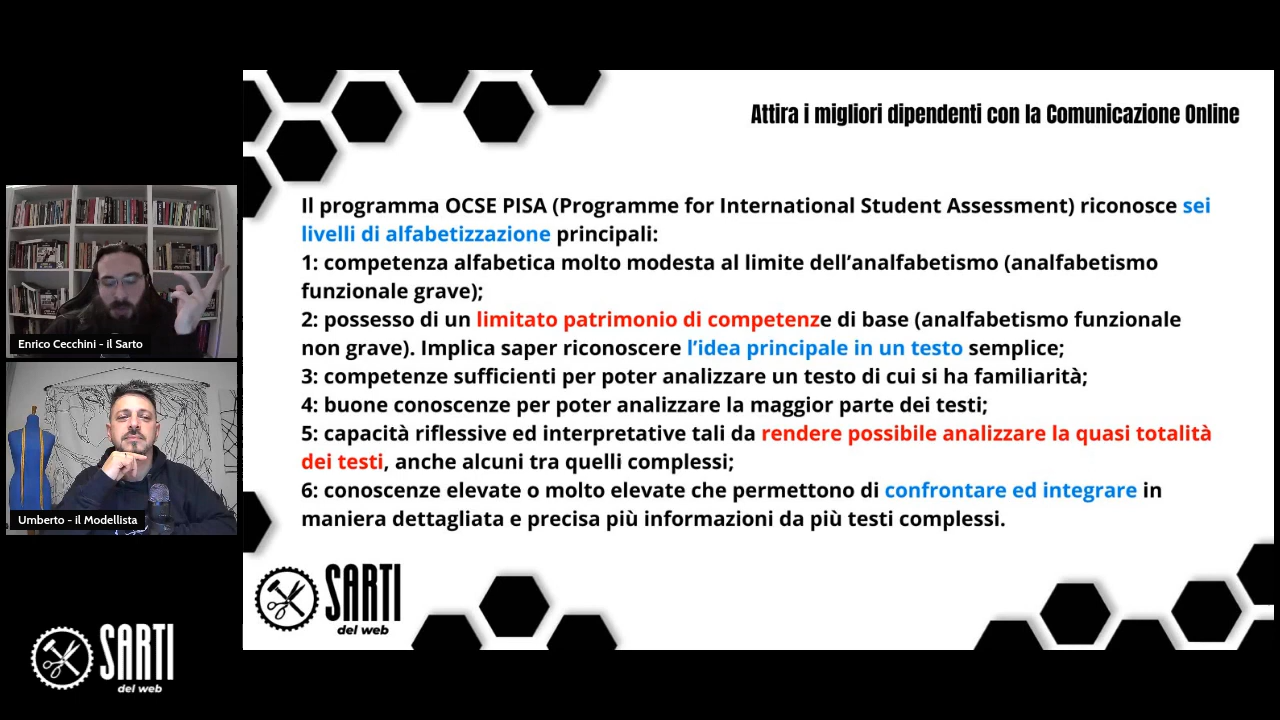 Attira i migliori dipendenti con la Comunicazione Online
Il programma OCSE PISA (Programme for International Student Assessment) riconosce sei
livelli di alfabetizzazione principali:
1: competenza alfabetica molto modesta al limite dell’analfabetismo (analfabetismo
funzionale grave);
2: possesso di un limitato patrimonio di competenze di base (analfabetismo funzionale
non grave). Implica saper riconoscere l’idea principale in un testo semplice;
3: competenze sufficienti per poter analizzare un testo di cui si ha familiarità;
4: buone conoscenze per poter analizzare la maggior parte dei testi;
5: capacità riflessive ed interpretative tali da rendere possibile analizzare la quasi totalità
dei testi, anche alcuni tra quelli complessi;
6: conoscenze elevate o molto elevate che permettono di confrontare ed integrare in
maniera dettagliata e precisa più informazioni da più testi complessi.
SARTI
del web
Enrico Cecchini - il Sarto
Umberto - il Modellista
SARTI
del web